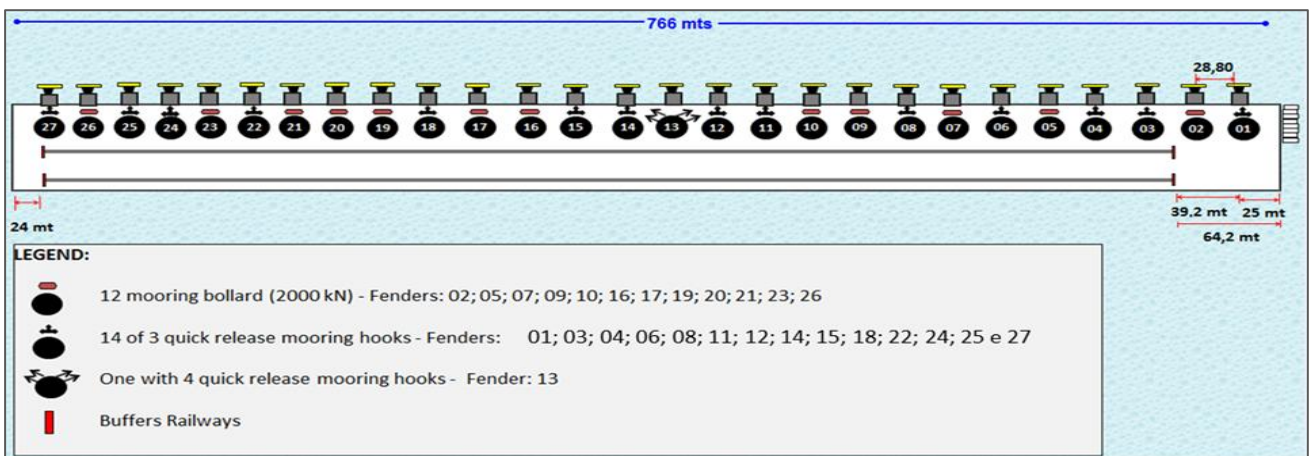 766 mts
28,80
27 26 25 24 23 22 21 20 19 18 17 16 15 14 13 12 11 10 09 08 07 06 05 04 03 02 01
39,2 mt 25 mt
24 mt
64,2 mt
LEGEND:
12 mooring bollard (2000 kN) - Fenders: 02; 05; 07; 09; 10; 16; 17; 19; 20; 21; 23; 26
14 of 3 quick release mooring hooks - Fenders: 01; 03; 04; 06; 08; 11; 12; 14; 15; 18; 22; 24; 25 e 27
One with 4 quick release mooring hooks - Fender: 13
Buffers Railways